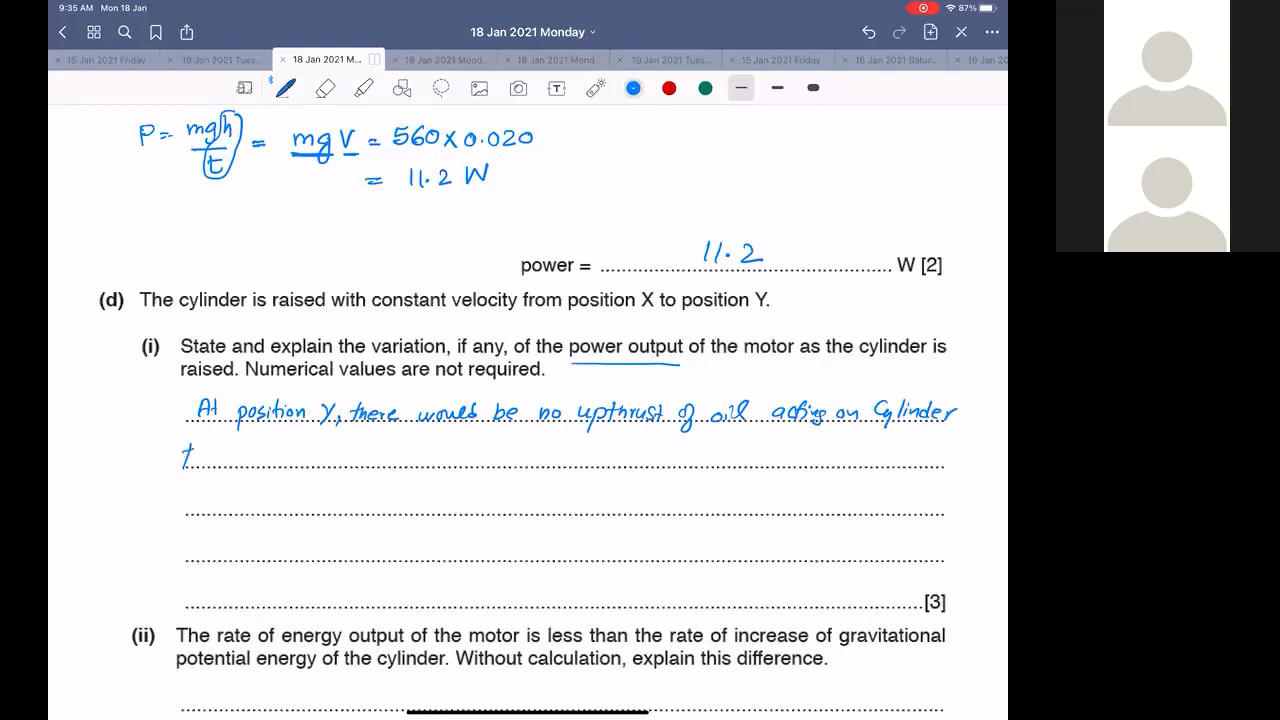 9:35 AM Mon 18 Jan
87%
18 Jan 2021 Monday
15 Jan 2021 Friday
19 Jan 2021 Tues...
18 Jan 2021 M...
18 Jan 2021 Mond...
18 Jan 2021 Mond...
19 Jan 2021 Tues...
15 Jan 2021 Friday
16 Jan 2021 Satur...
16 Jan 20
P = mgh/t = mg v = 560 × 0.020
= 11.2 W
power = 11.2 W [2]
(d) The cylinder is raised with constant velocity from position X to position Y.
(i) State and explain the variation, if any, of the power output of the motor as the cylinder is
raised. Numerical values are not required.
At position Y, there would be no upthrust of oil acting on Cylinder
[3]
(ii) The rate of energy output of the motor is less than the rate of increase of gravitational
potential energy of the cylinder. Without calculation, explain this difference.